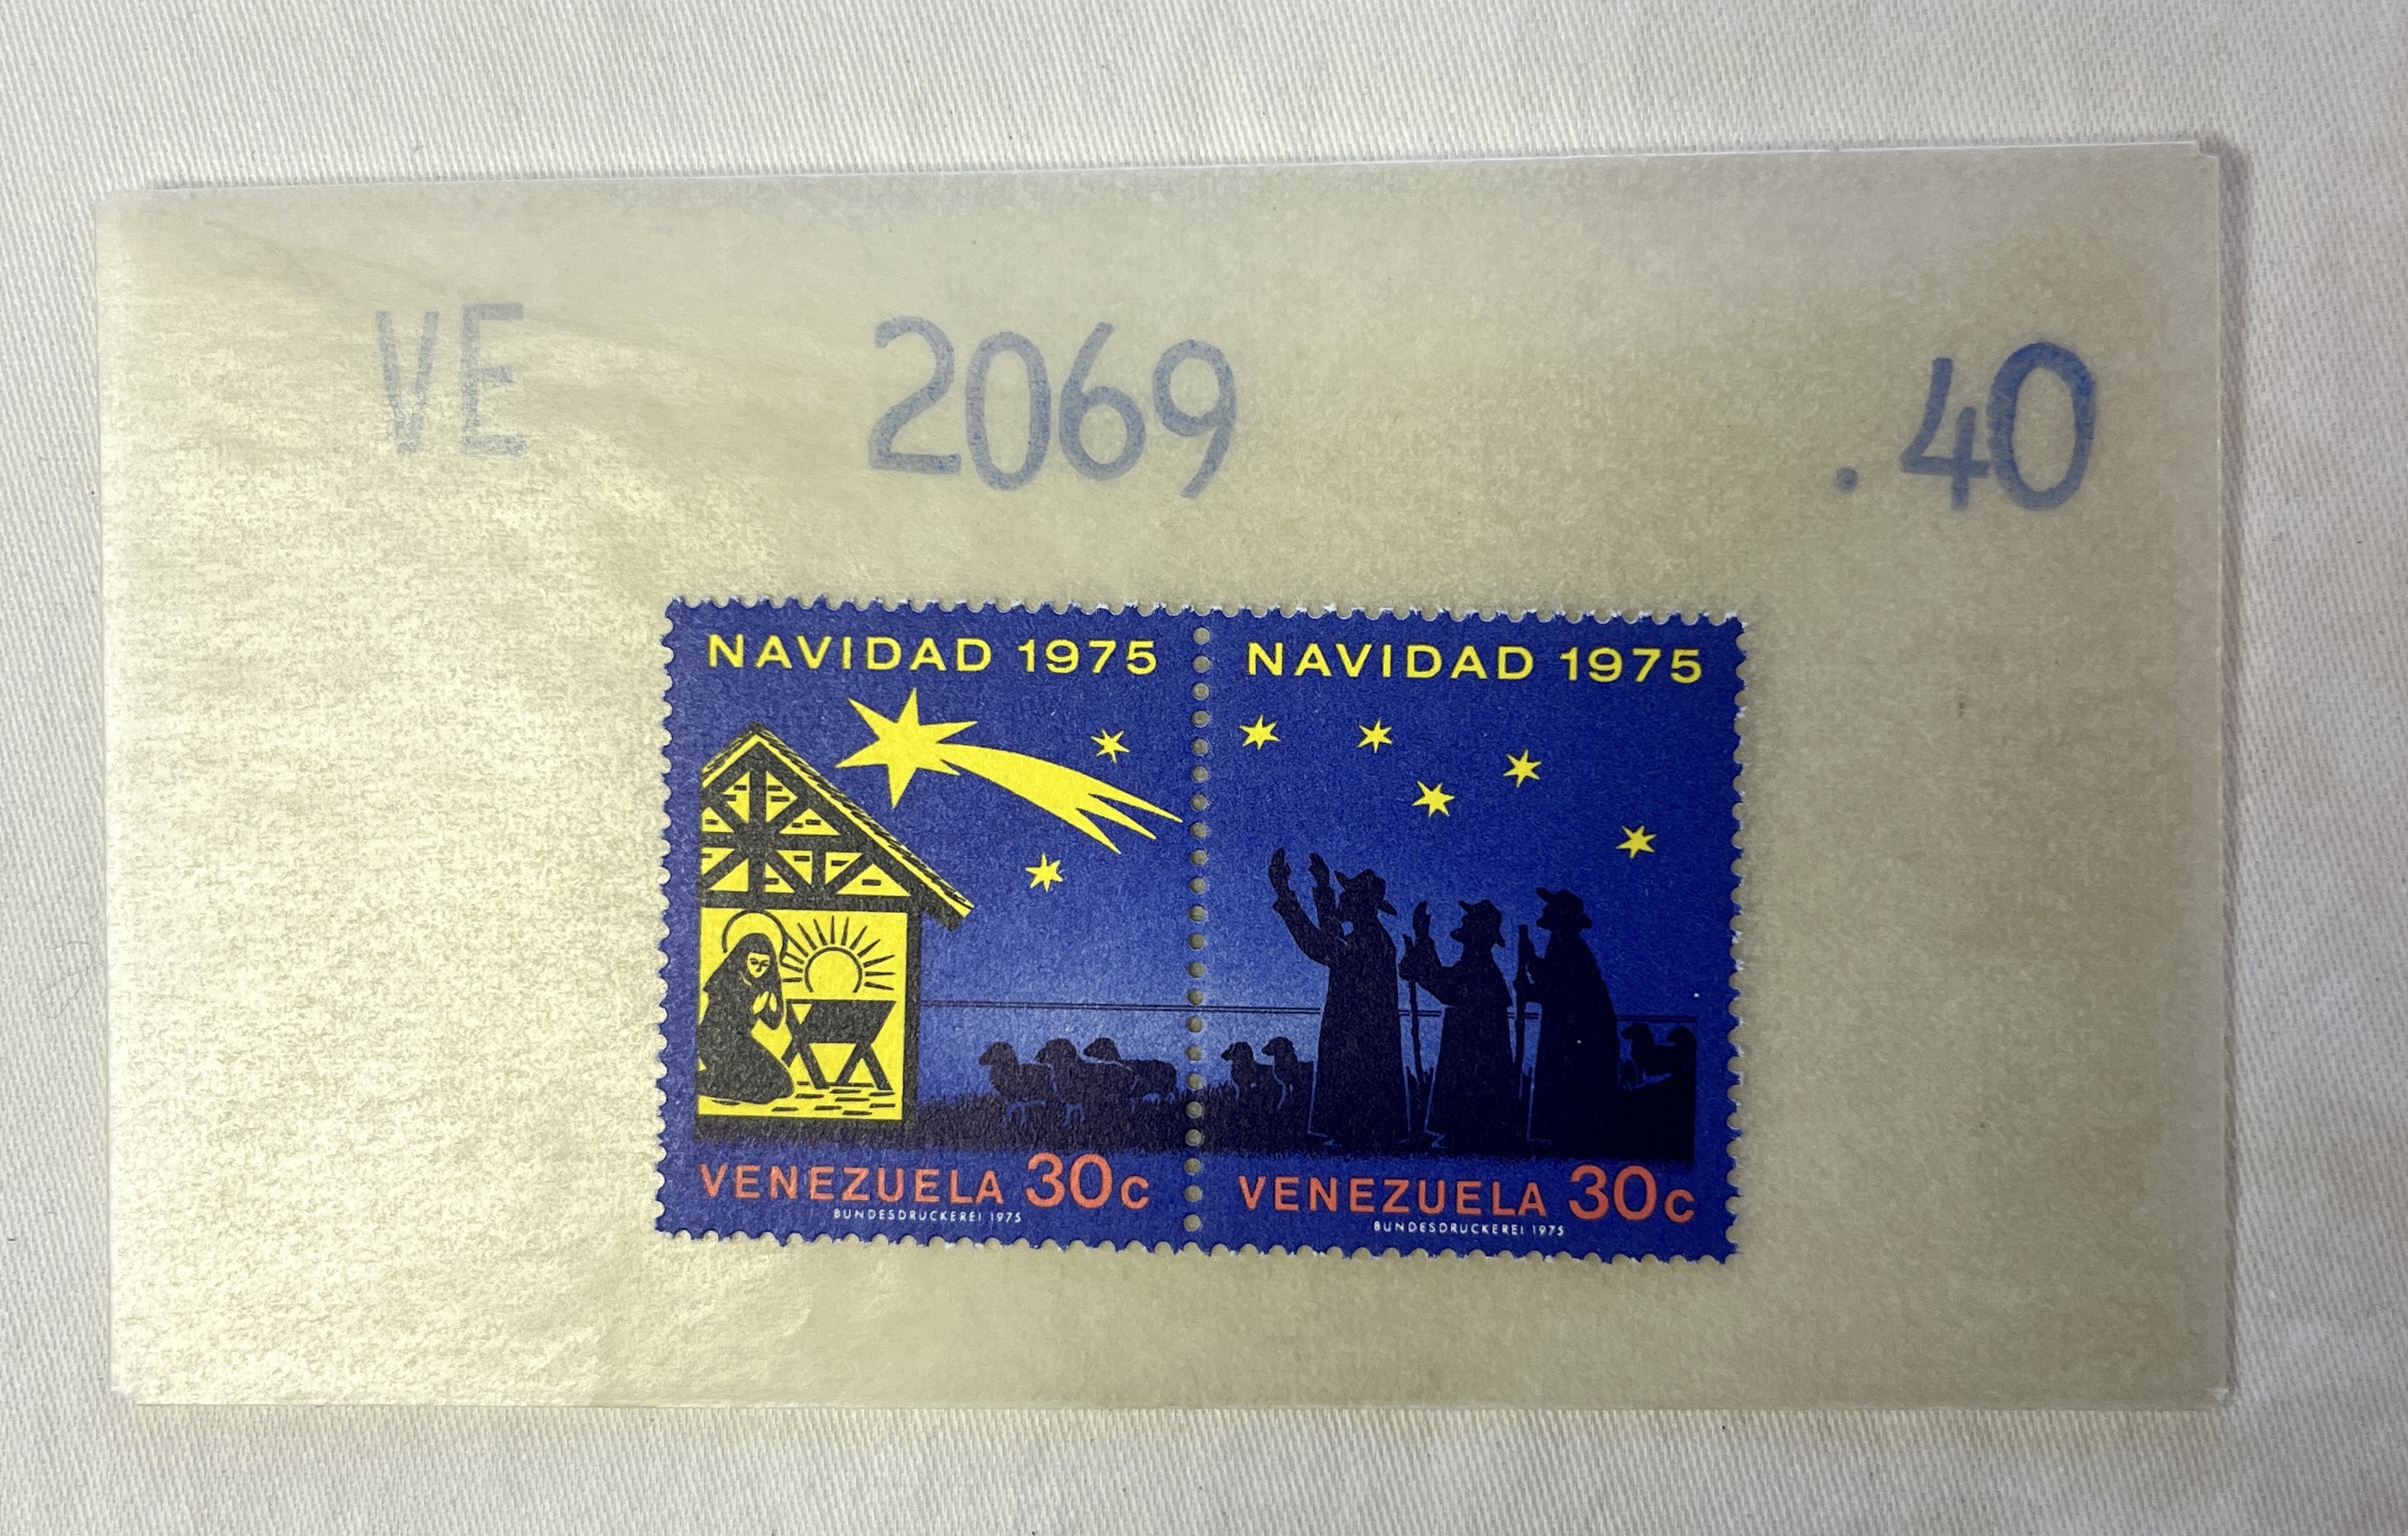 VE 2069 .40
NAVIDAD 1975
VENEZUELA 30c
BUNDESDRUCKEREI 1975
NAVIDAD 1975
VENEZUELA 30c
BUNDESDRUCKEREI 1975